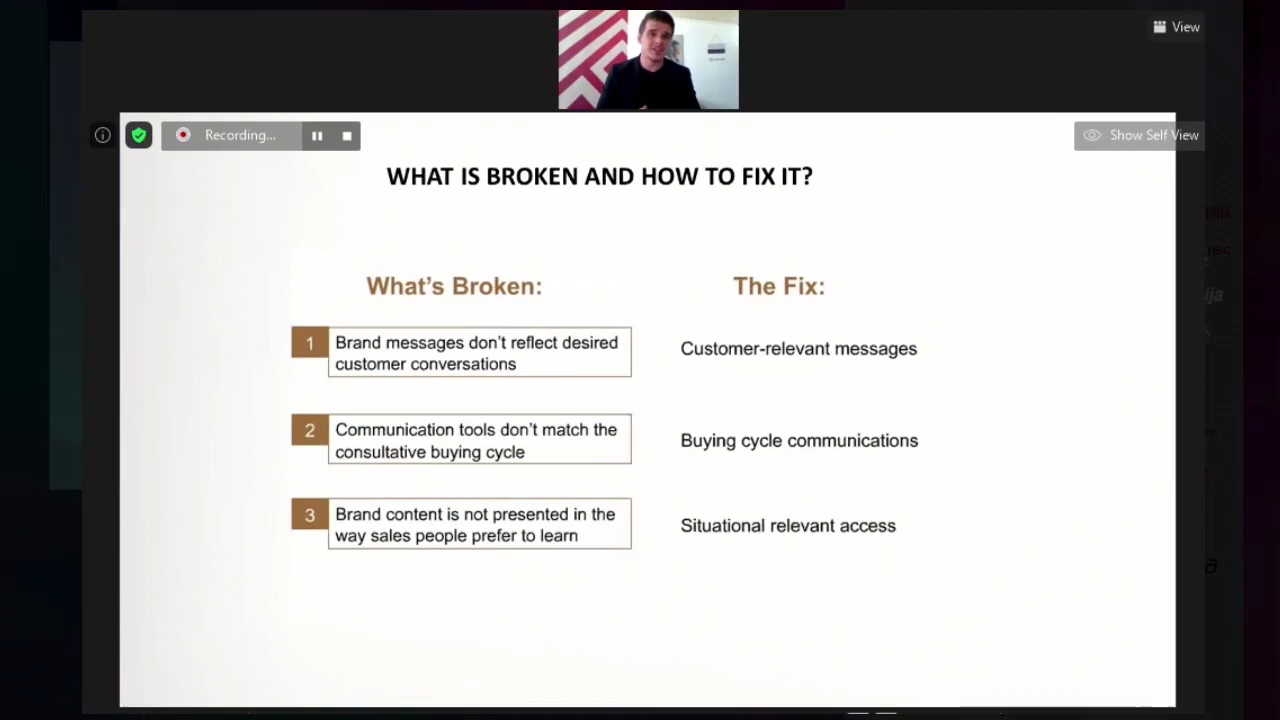 View
Recording...
Show Self View
WHAT IS BROKEN AND HOW TO FIX IT?
What's Broken:
The Fix:
1
Brand messages don't reflect desired
customer conversations
Customer-relevant messages
2
Communication tools don't match the
consultative buying cycle
Buying cycle communications
3
Brand content is not presented in the
way sales people prefer to learn
Situational relevant access